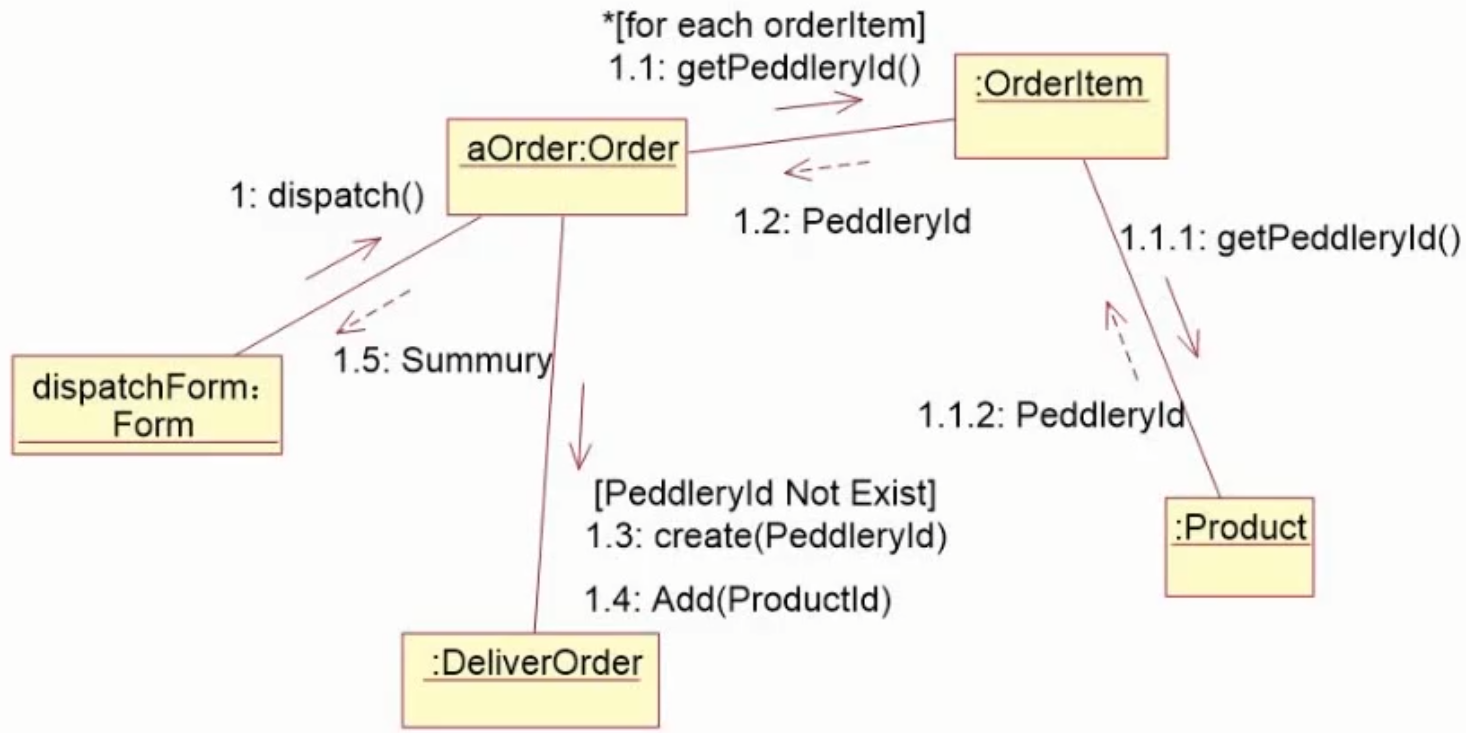 *[for each orderItem]
1.1: getPeddleryId()
:OrderItem
aOrder:Order
1: dispatch()
1.2: PeddleryId
1.1.1: getPeddleryId()
1.5: Summury
dispatchForm：
Form
1.1.2: PeddleryId
[PeddleryId Not Exist]
1.3: create(PeddleryId)
:Product
1.4: Add(ProductId)
:DeliverOrder